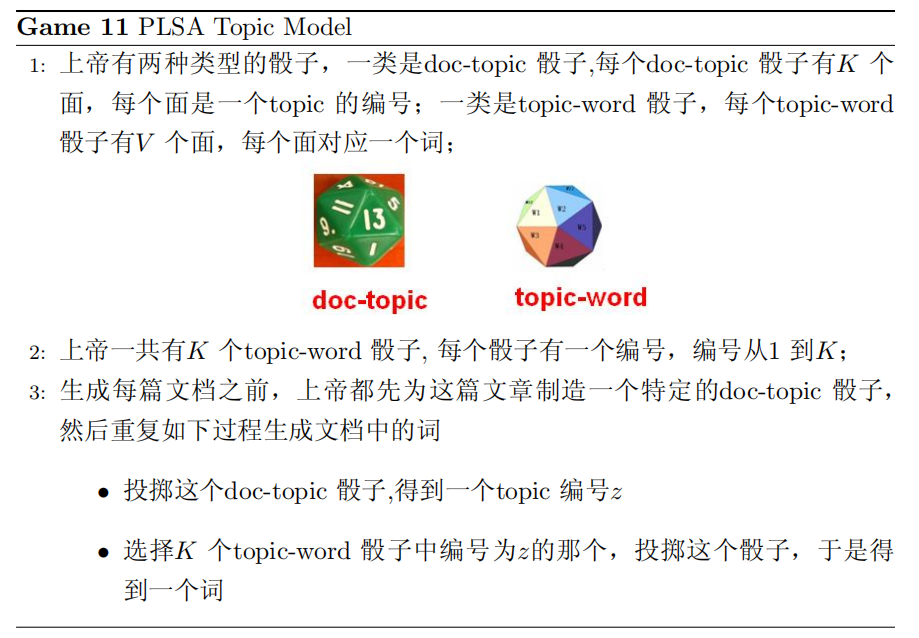 Game 11 PLSA Topic Model
1: 上帝有两种类型的骰子，一类是doc-topic 骰子,每个doc-topic 骰子有K 个
面，每个面是一个topic 的编号；一类是topic-word 骰子，每个topic-word
骰子有V 个面，每个面对应一个词；
4
5
11
13
9.
1
W1
W2
W3
W4
W5
doc-topic
topic-word
2: 上帝一共有K 个topic-word 骰子, 每个骰子有一个编号，编号从1 到K；
3: 生成每篇文档之前，上帝都先为这篇文章制造一个特定的doc-topic 骰子，
然后重复如下过程生成文档中的词
• 投掷这个doc-topic 骰子,得到一个topic 编号z
• 选择K 个topic-word 骰子中编号为z的那个，投掷这个骰子，于是得
到一个词